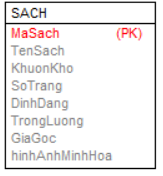 SACH
MaSach (PK)
TenSach
KhuonKho
SoTrang
DinhDang
TrongLuong
GiaGoc
hinhAnhMinhHoa